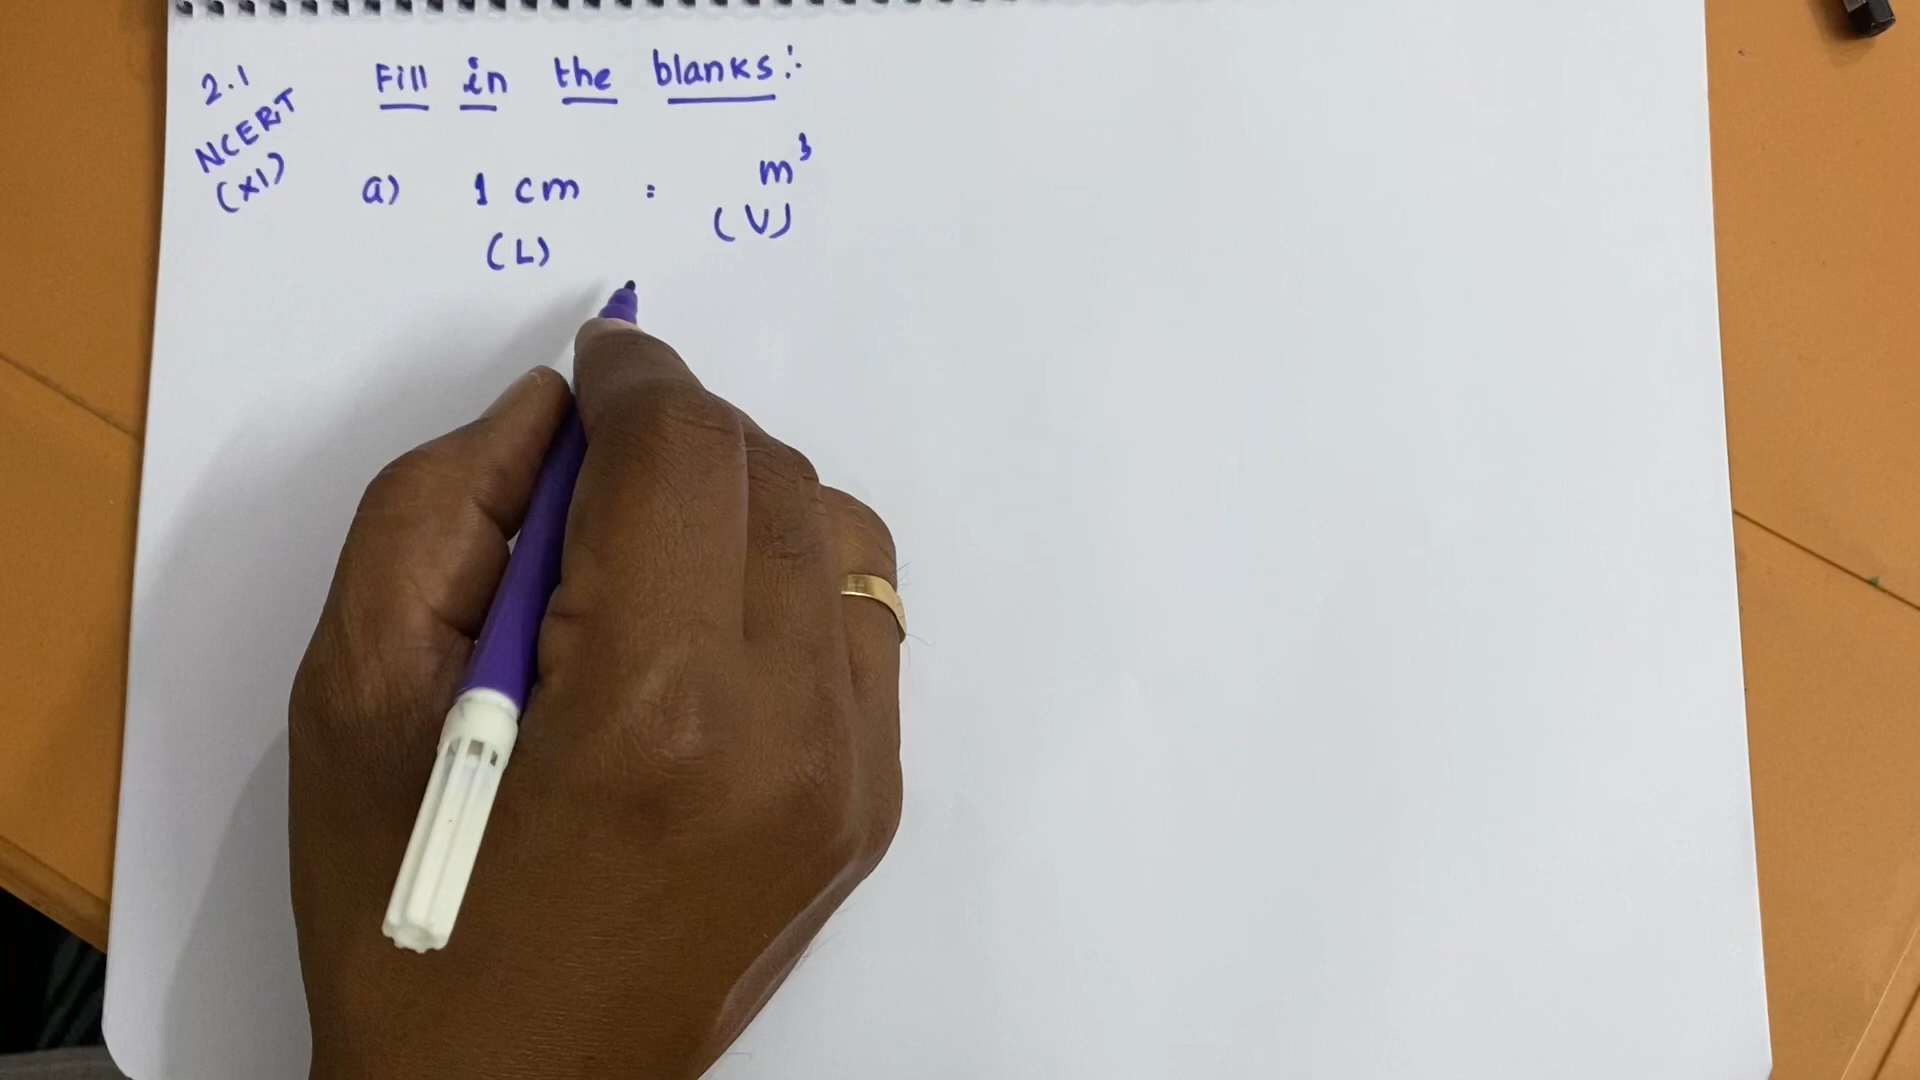 2.1
NCERT
(XI)
Fill in the blanks:
a) 1 cm = m³
(L) (V)